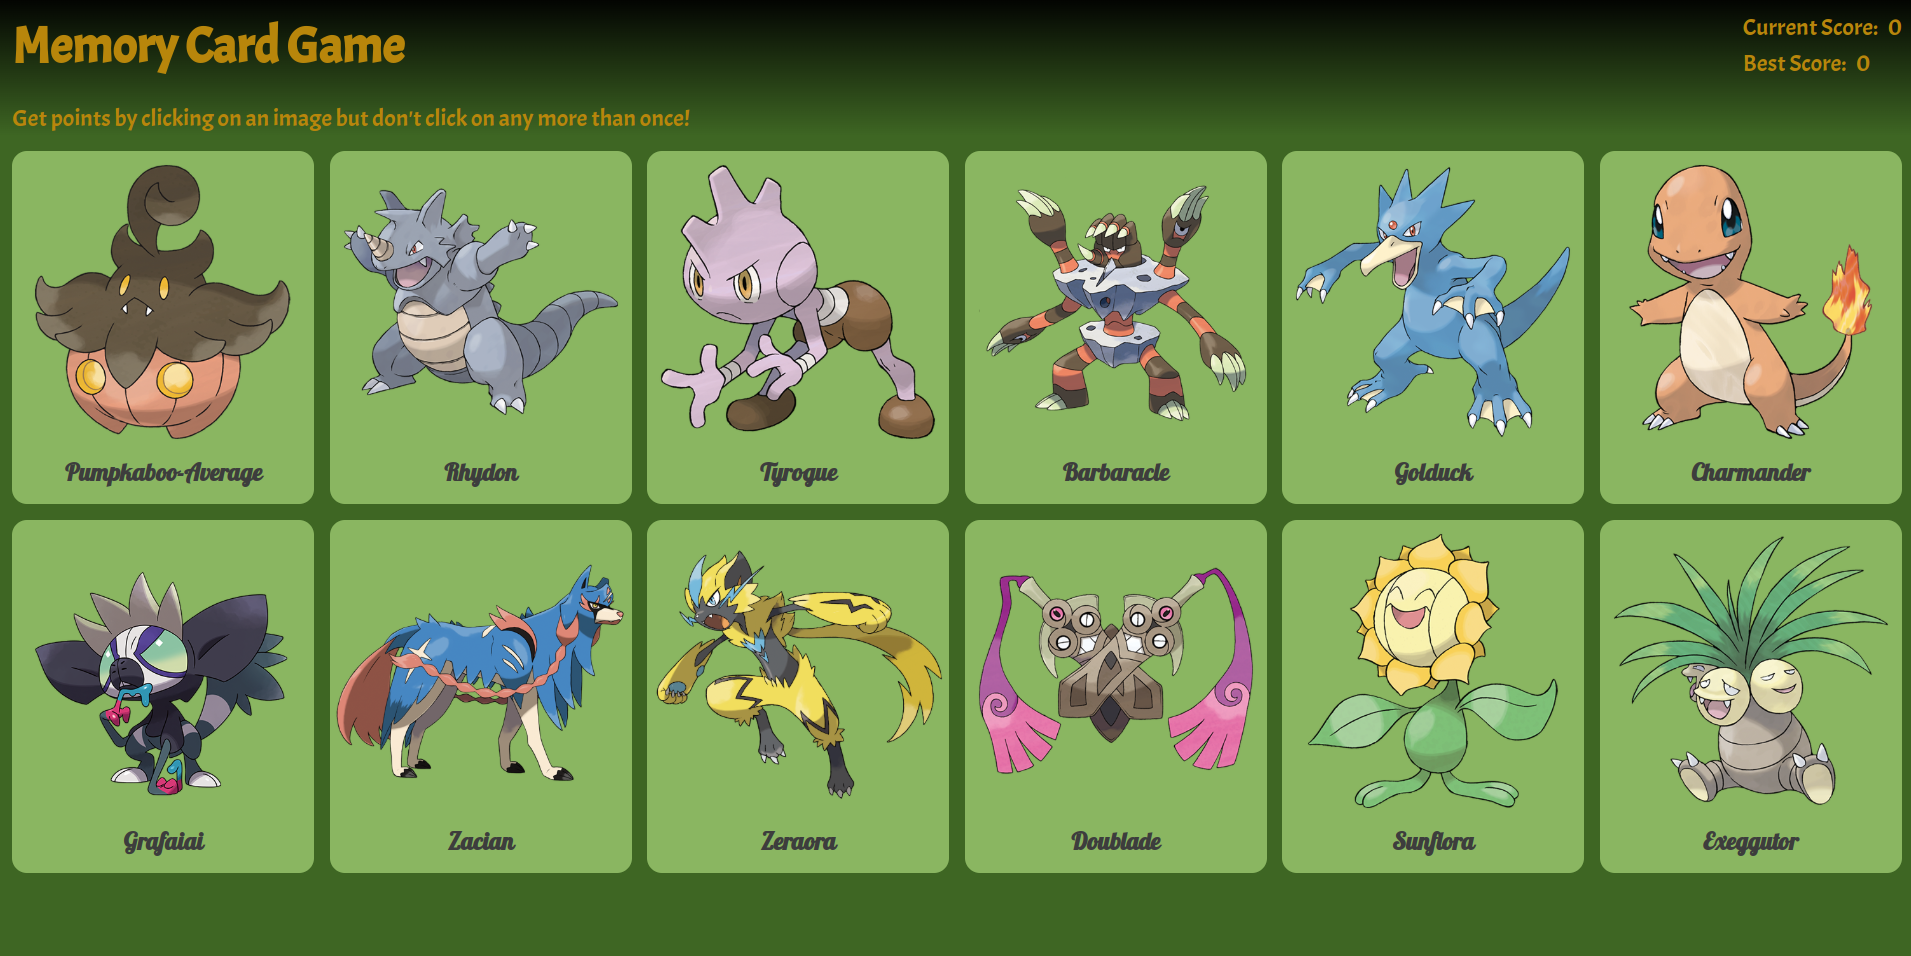 Memory Card Game
Current Score: 0
Best Score: 0
Get points by clicking on an image but don't click on any more than once!
Pumpkaboo-Average
Rhydon
Tyrogue
Barbaracle
Golduck
Charmander
Grafaiai
Zacian
Zeraora
Doublade
Sunflora
Exeggutor